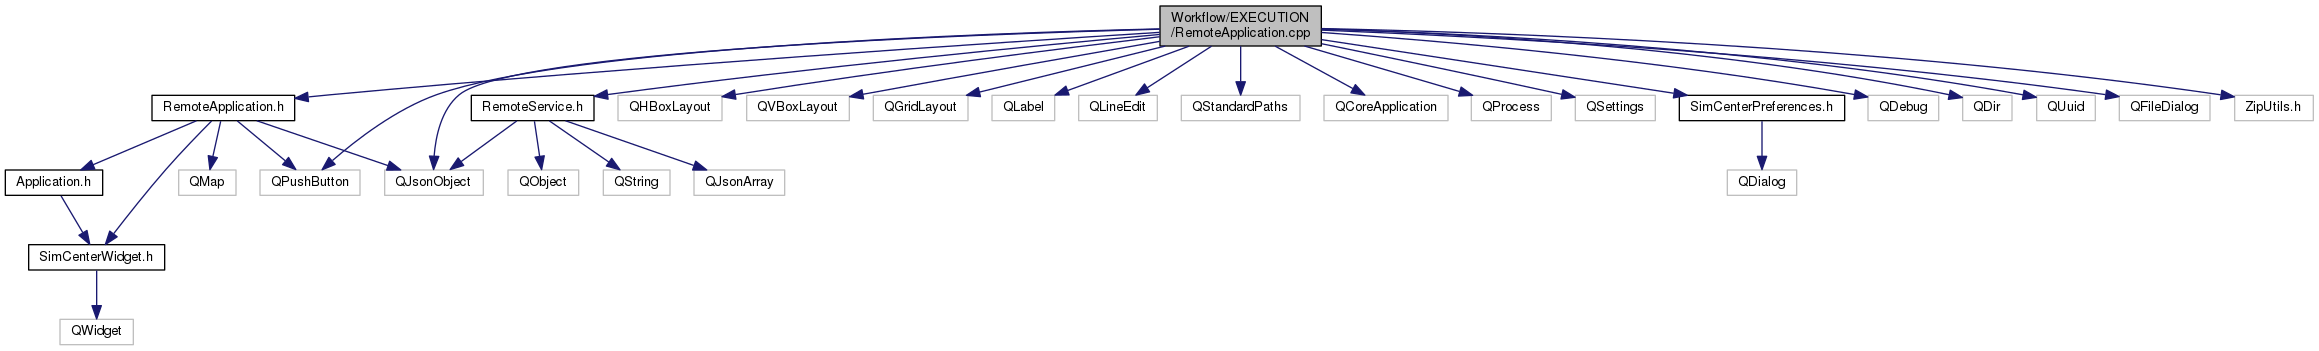 Workflow/EXECUTION
/RemoteApplication.cpp
RemoteApplication.h
RemoteService.h
QHBoxLayout
QVBoxLayout
QGridLayout
QLabel
QLineEdit
QStandardPaths
QCoreApplication
QProcess
QSettings
SimCenterPreferences.h
QDebug
QDir
QUuid
QFileDialog
ZipUtils.h
Application.h
QMap
QPushButton
QJsonObject
QObject
QString
QJsonArray
QDialog
SimCenterWidget.h
QWidget